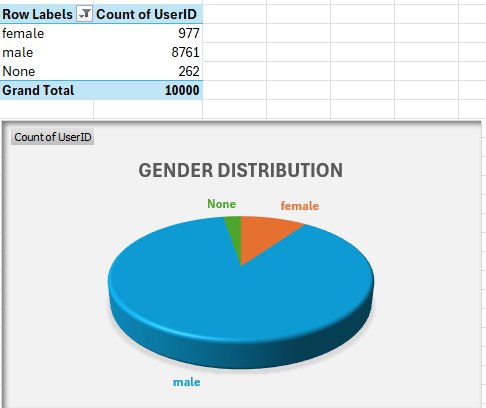 Row Labels Count of UserID
female 977
male 8761
None 262
Grand Total 10000
Count of UserID
GENDER DISTRIBUTION
None female
male